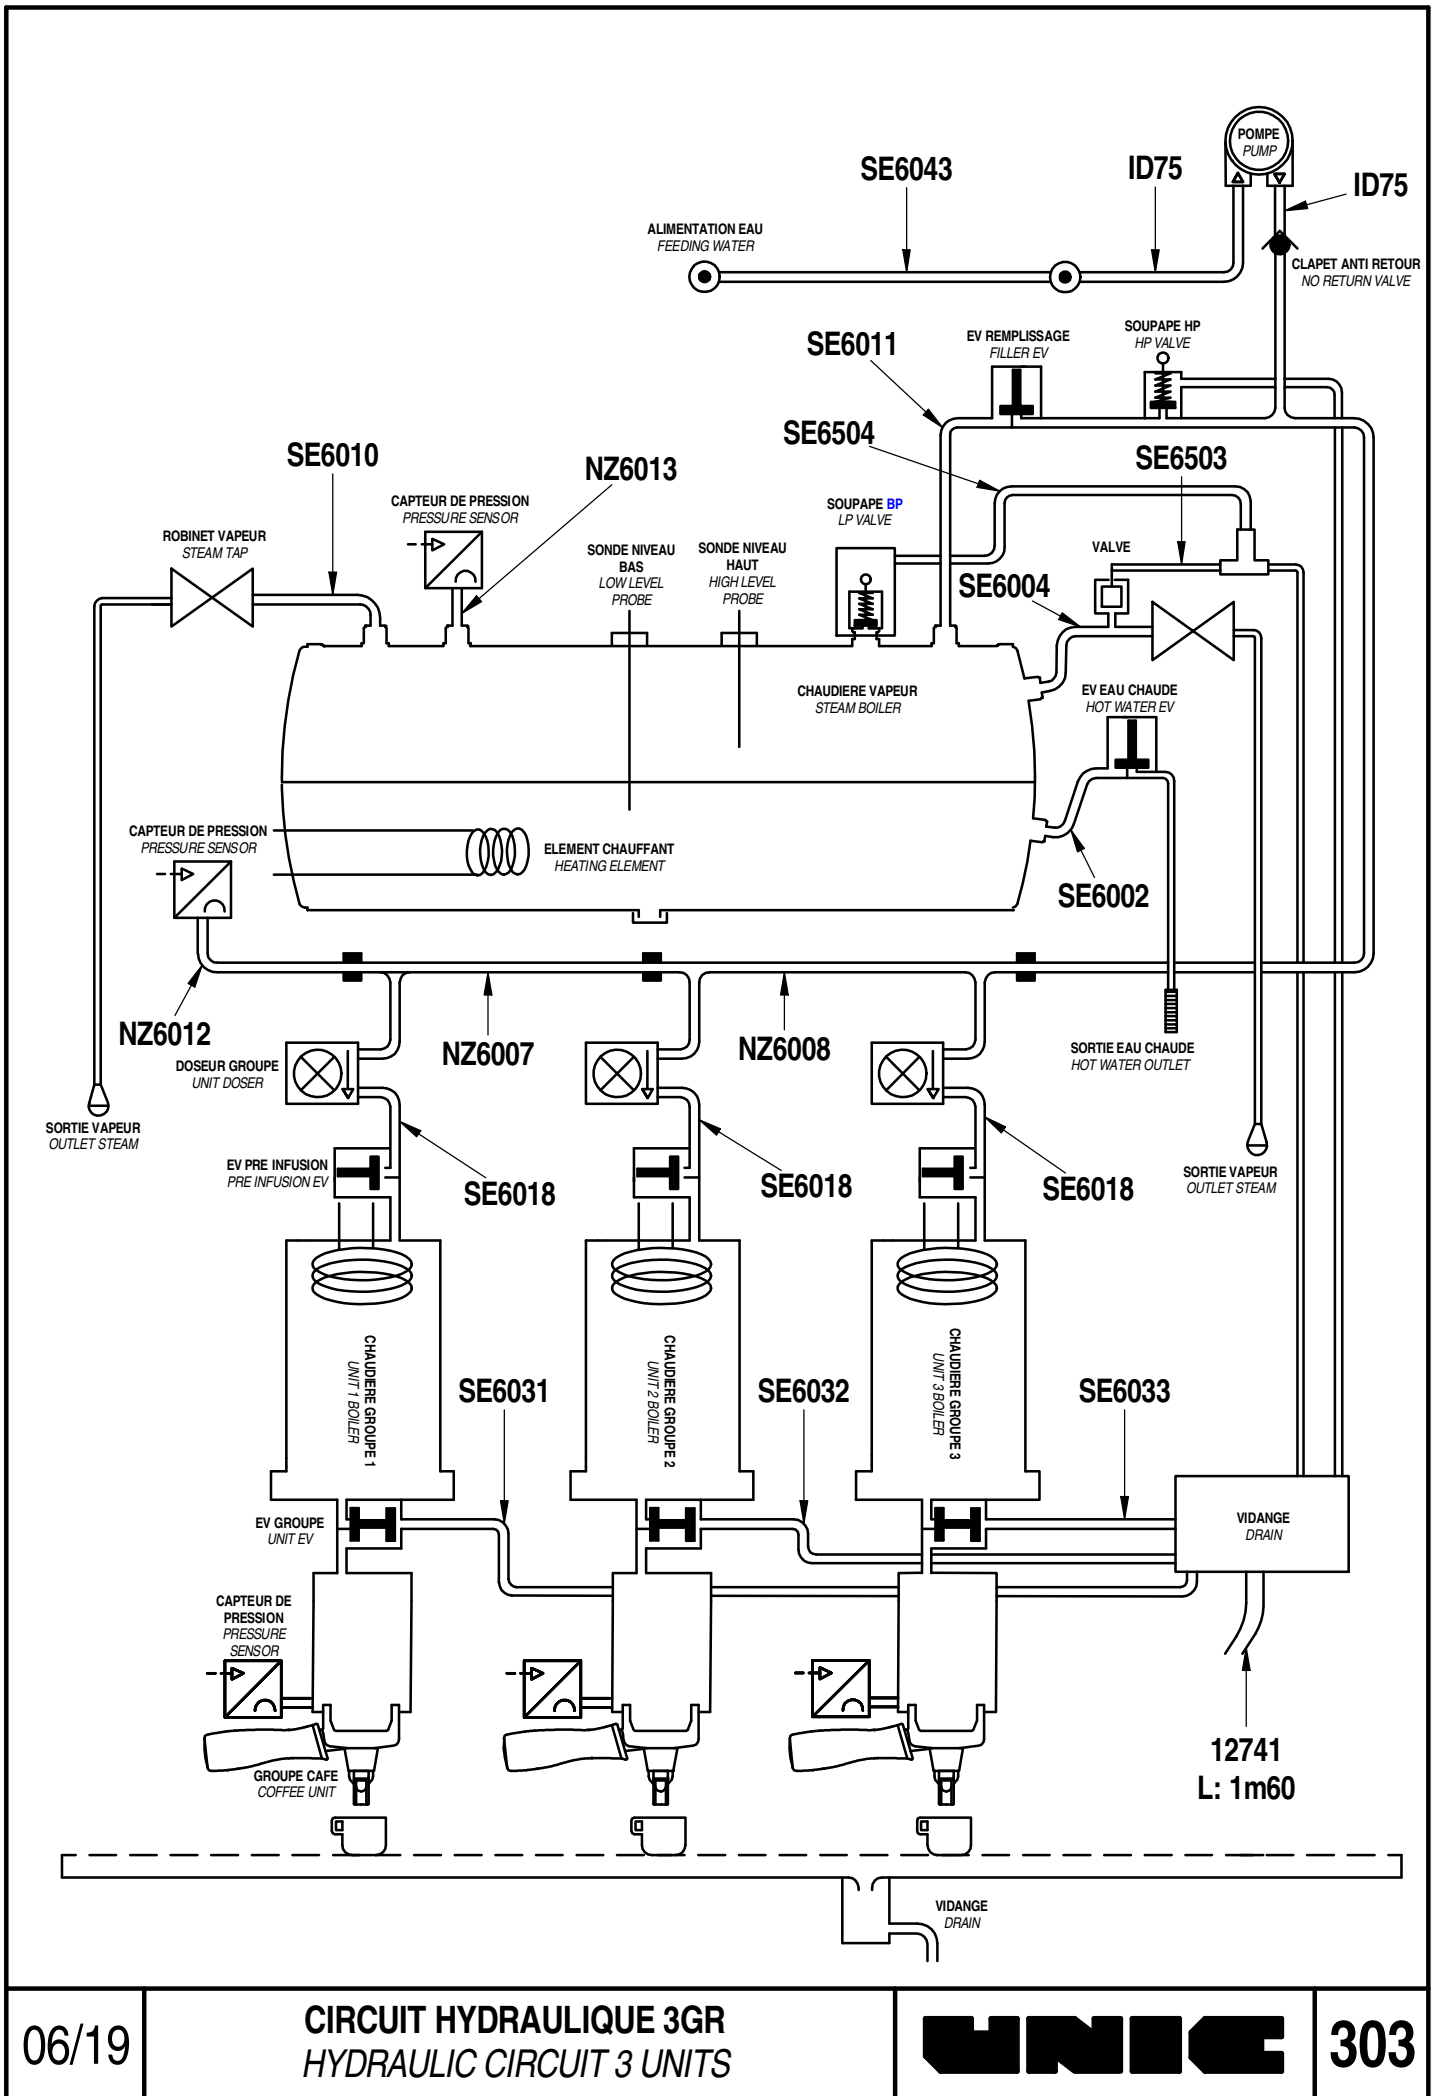 POMPE
PUMP
SE6043
ID75
ID75
ALIMENTATION EAU
FEEDING WATER
CLAPET ANTI RETOUR
NO RETURN VALVE
SOUPAPE HP
HP VALVE
EV REMPLISSAGE
FILLER EV
SE6011
SE6504
SE6503
SE6010
NZ6013
CAPTEUR DE PRESSION
PRESSURE SENSOR
SOUPAPE BP
LP VALVE
ROBINET VAPEUR
STEAM TAP
SONDE NIVEAU
BAS
LOW LEVEL
PROBE
SONDE NIVEAU
HAUT
HIGH LEVEL
PROBE
VALVE
SE6004
CHAUDIERE VAPEUR
STEAM BOILER
EV EAU CHAUDE
HOT WATER EV
CAPTEUR DE PRESSION
PRESSURE SENSOR
ELEMENT CHAUFFANT
HEATING ELEMENT
SE6002
NZ6012
NZ6007
NZ6008
DOSEUR GROUPE
UNIT DOSER
SORTIE EAU CHAUDE
HOT WATER OUTLET
SORTIE VAPEUR
OUTLET STEAM
EV PRE INFUSION
PRE INFUSION EV
SE6018
SE6018
SE6018
SORTIE VAPEUR
OUTLET STEAM
CHAUDIERE GROUPE 1
UNIT 1 BOILER
CHAUDIERE GROUPE 2
UNIT 2 BOILER
CHAUDIERE GROUPE 3
UNIT 3 BOILER
SE6031
SE6032
SE6033
EV GROUPE
UNIT EV
VIDANGE
DRAIN
CAPTEUR DE
PRESSION
PRESSURE
SENSOR
GROUPE CAFE
COFFEE UNIT
12741
L: 1m60
VIDANGE
DRAIN
06/19
CIRCUIT HYDRAULIQUE 3GR
HYDRAULIC CIRCUIT 3 UNITS
UNIC
303